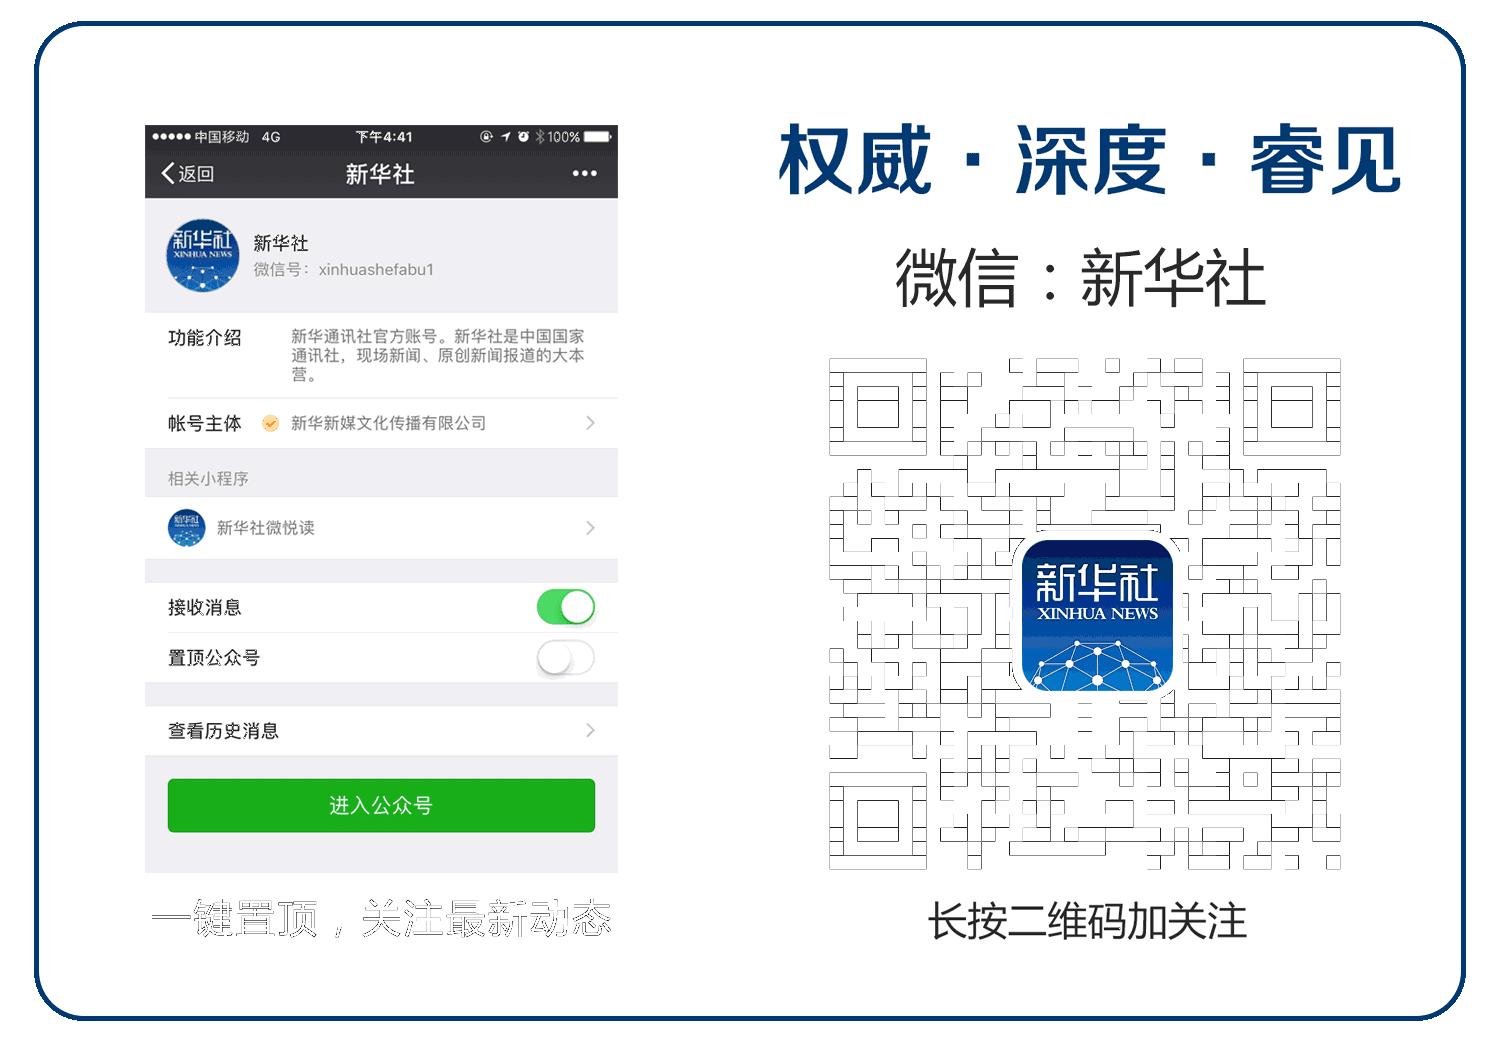 中国移动 4G 下午4:41 100%
返回 新华社
新华社
XINHUA NEWS
新华社
微信号：xinhuashefabu1
功能介绍 新华通讯社官方账号。新华社是中国国家
通讯社，现场新闻、原创新闻报道的大本
营。
帐号主体 新华新媒文化传播有限公司
相关小程序
新华社
新华社微悦读
接收消息
置顶公众号
查看历史消息
进入公众号
一键置顶，关注最新动态
权威·深度·睿见
微信：新华社
新华社
XINHUA NEWS
长按二维码加关注